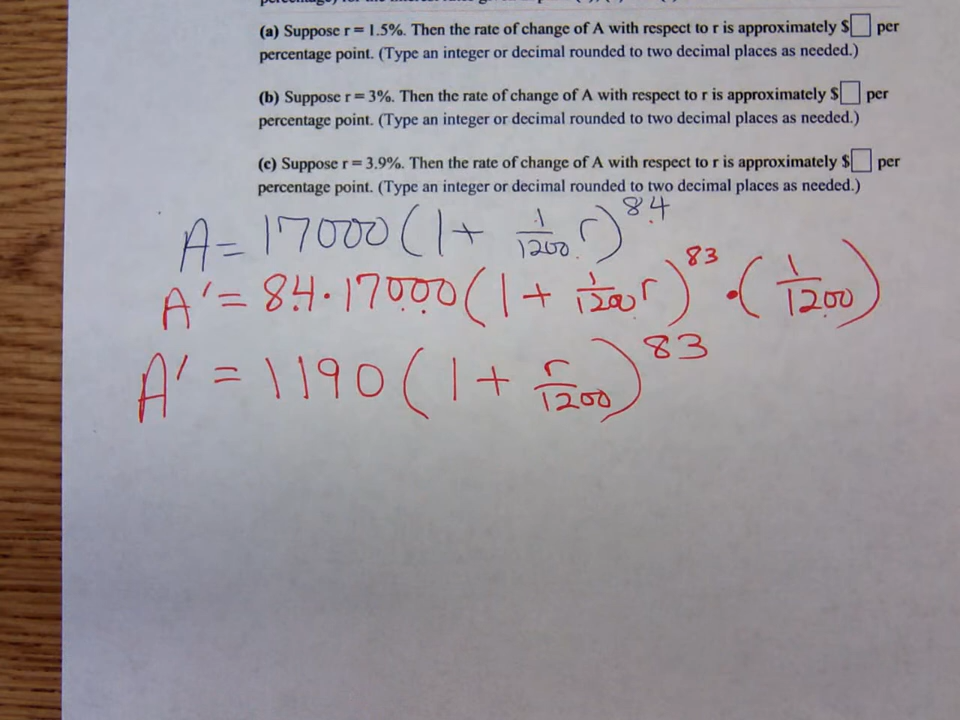 (a) Suppose r = 1.5%. Then the rate of change of A with respect to r is approximately $☐ per
percentage point. (Type an integer or decimal rounded to two decimal places as needed.)
(b) Suppose r = 3%. Then the rate of change of A with respect to r is approximately $☐ per
percentage point. (Type an integer or decimal rounded to two decimal places as needed.)
(c) Suppose r = 3.9%. Then the rate of change of A with respect to r is approximately $☐ per
percentage point. (Type an integer or decimal rounded to two decimal places as needed.)
A = 17000(1 + 1/1200 r)^84
A' = 84·17000(1 + 1/1200 r)^83 · (1/1200)
A' = 1190(1 + r/1200)^83